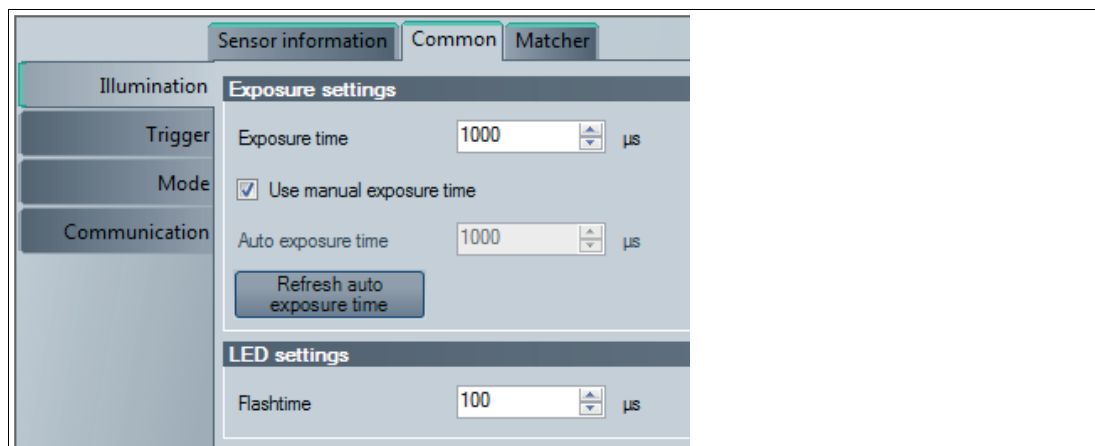 Sensor information Common Matcher
Illumination
Trigger
Mode
Communication
Exposure settings
Exposure time 1000 µs
Use manual exposure time
Auto exposure time 1000 µs
Refresh auto
exposure time
LED settings
Flashtime 100 µs